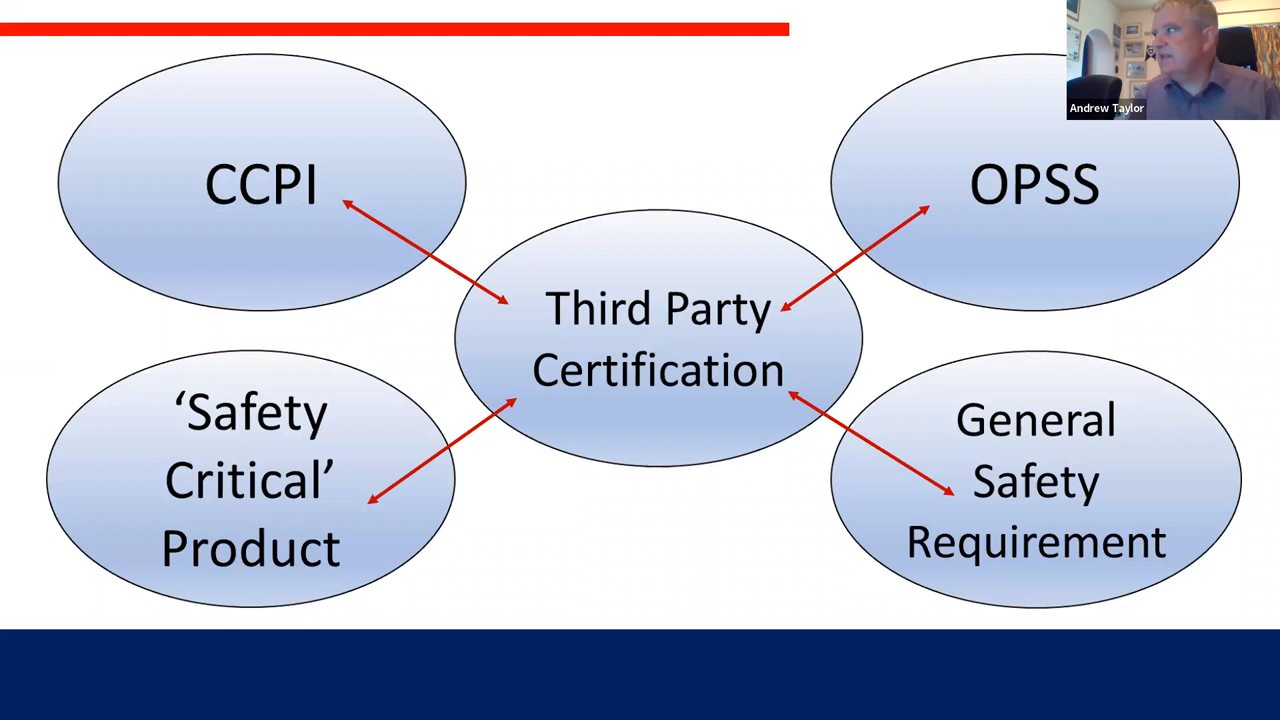 CCPI
OPSS
Andrew Taylor
Third Party
Certification
‘Safety
Critical’
Product
General
Safety
Requirement